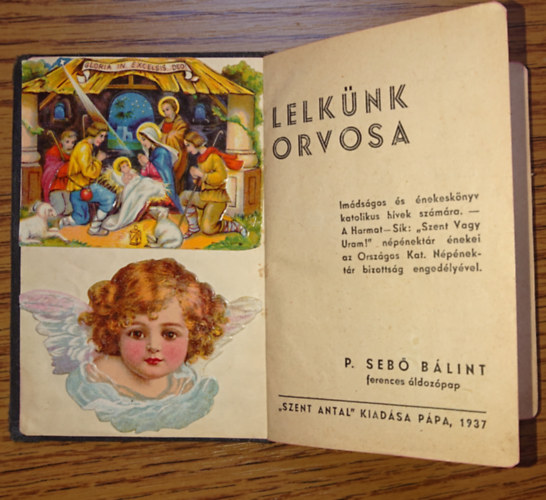 GLORIA IN EXCELSIS DEO
LELKÜNK
ORVOSA
Imádságos és énekeskönyv
katolikus hivek számára. —
A Harmat—Sík: „Szent Vagy
Uram!” népénektár énekei
az Országos Kat. Népének-
tár bizottság engedélyével.
P. SEBŐ BÁLINT
ferences áldozópap
„SZENT ANTAL” KIADÁSA PÁPA, 1937